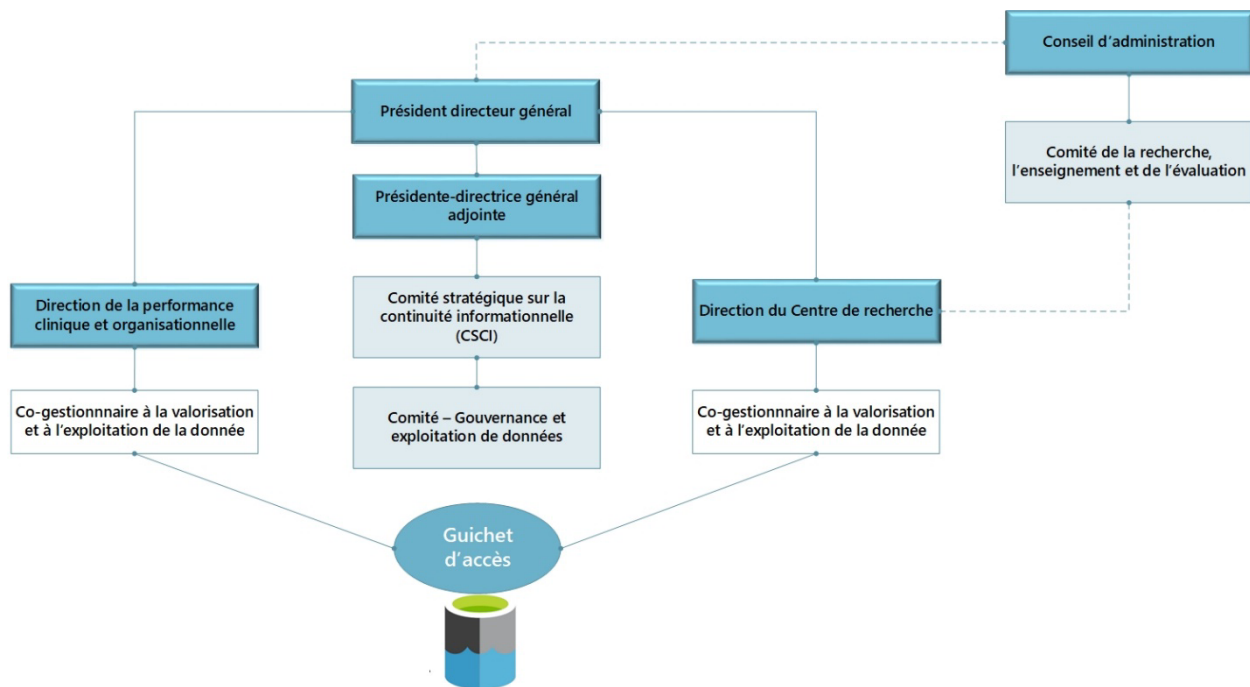 Conseil d'administration
Président directeur général
Comité de la recherche,
l'enseignement et de l'évaluation
Présidente-directrice général
adjointe
Direction de la performance
clinique et organisationnelle
Comité stratégique sur la
continuité informationnelle
(CSCI)
Direction du Centre de recherche
Co-gestionnnaire à la valorisation
et à l'exploitation de la donnée
Comité – Gouvernance et
exploitation de données
Co-gestionnnaire à la valorisation
et à l'exploitation de la donnée
Guichet
d'accès